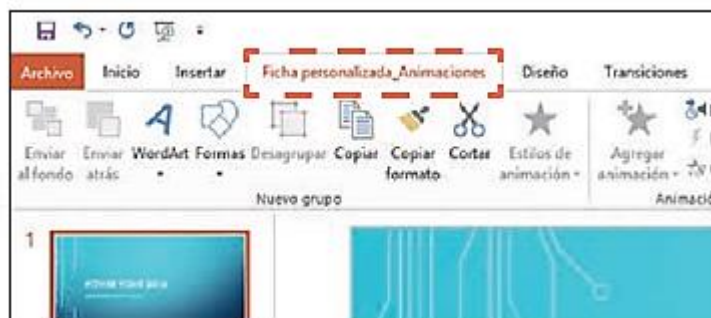 Archivo Inicio Insertar Ficha personalizada_Animaciones Diseño Transiciones
Enviar al fondo
Enviar atrás
WordArt
Formas
Desagrupar
Copiar
Copiar formato
Cortar
Estilos de animación
Agregar animación
Nuevo grupo
Animació
1